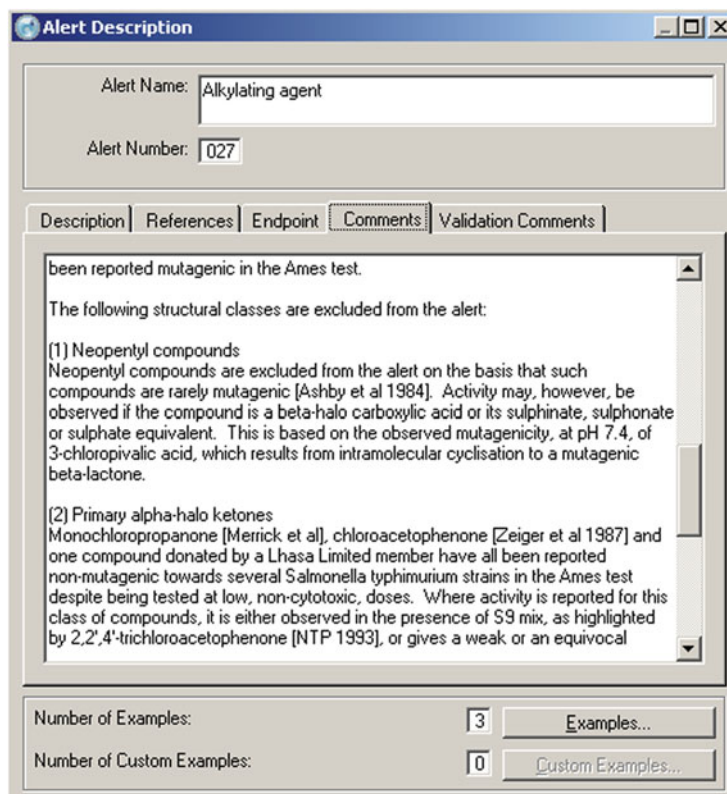 Alert Description
Alert Name: Alkylating agent
Alert Number: 027
Description References Endpoint Comments Validation Comments
been reported mutagenic in the Ames test.
The following structural classes are excluded from the alert:
(1) Neopentyl compounds
Neopentyl compounds are excluded from the alert on the basis that such
compounds are rarely mutagenic [Ashby et al 1984]. Activity may, however, be
observed if the compound is a beta-halo carboxylic acid or its sulphinate, sulphonate
or sulphate equivalent. This is based on the observed mutagenicity, at pH 7.4, of
3-chloropivalic acid, which results from intramolecular cyclisation to a mutagenic
beta-lactone.
(2) Primary alpha-halo ketones
Monochloropropanone [Merrick et al], chloroacetophenone [Zeiger et al 1987] and
one compound donated by a Lhasa Limited member have all been reported
non-mutagenic towards several Salmonella typhimurium strains in the Ames test
despite being tested at low, non-cytotoxic, doses. Where activity is reported for this
class of compounds, it is either observed in the presence of S9 mix, as highlighted
by 2,2',4'-trichloroacetophenone [NTP 1993], or gives a weak or an equivocal
Number of Examples: 3 Examples...
Number of Custom Examples: 0 Custom Examples...